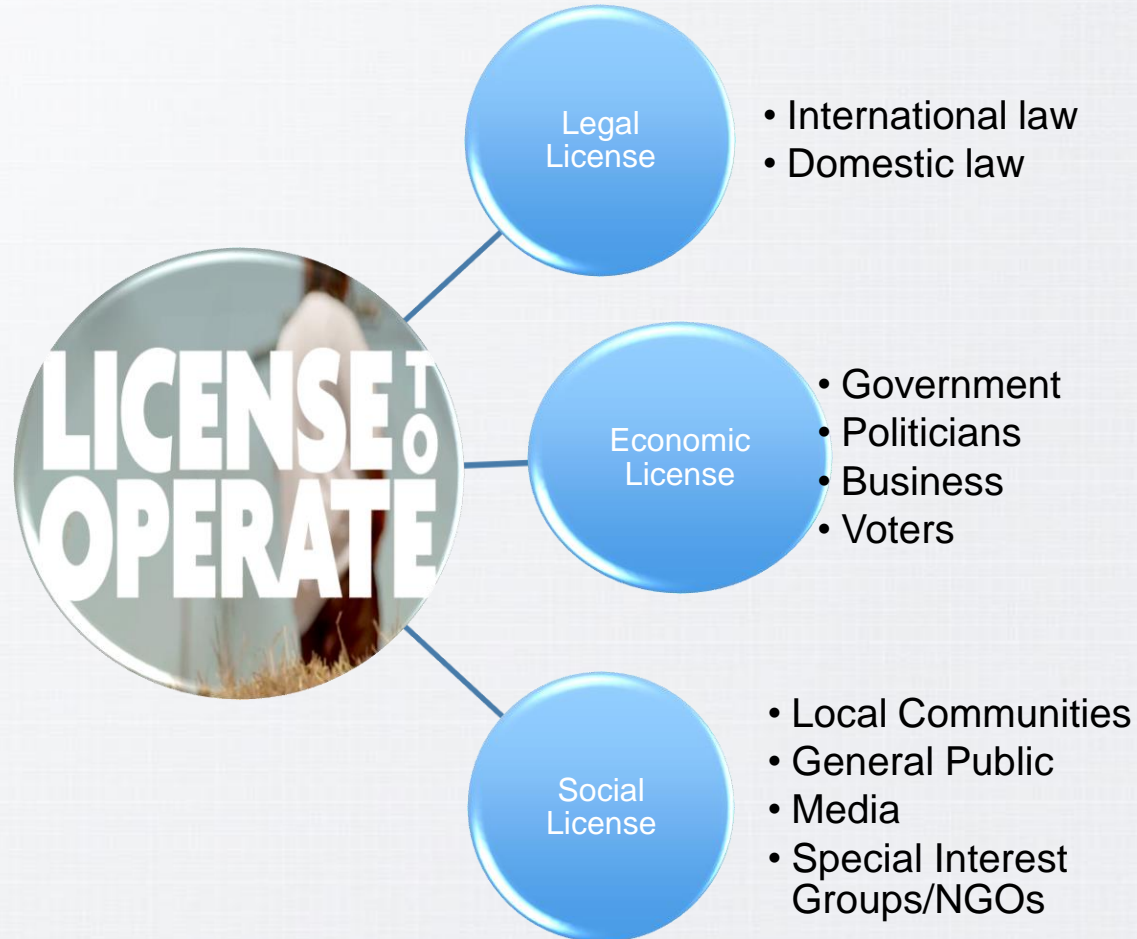 LICENSE TO
OPERATE
Legal
License
• International law
• Domestic law
Economic
License
• Government
• Politicians
• Business
• Voters
Social
License
• Local Communities
• General Public
• Media
• Special Interest
Groups/NGOs